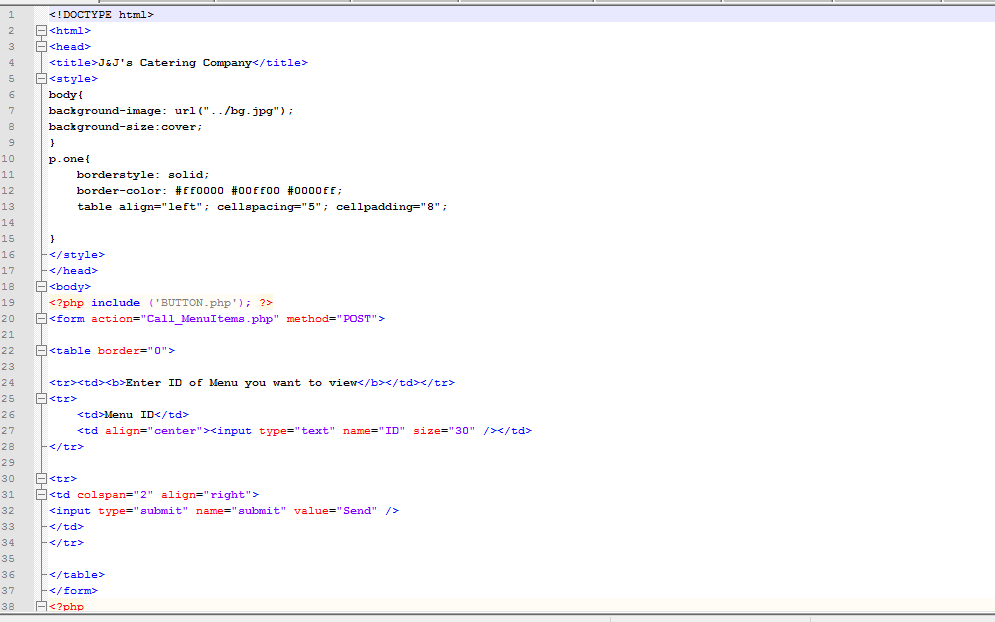 1 <!DOCTYPE html>
2 <html>
3 <head>
4 <title>J&J's Catering Company</title>
5 <style>
6 body{
7 background-image: url("../bg.jpg");
8 background-size:cover;
9 }
10 p.one{
11     borderstyle: solid;
12     border-color: #ff0000 #00ff00 #0000ff;
13     table align="left"; cellspacing="5"; cellpadding="8";
14
15 }
16 </style>
17 </head>
18 <body>
19 <?php include ('BUTTON.php'); ?>
20 <form action="Call_MenuItems.php" method="POST">
21
22 <table border="0">
23
24 <tr><td><b>Enter ID of Menu you want to view</b></td></tr>
25 <tr>
26     <td>Menu ID</td>
27     <td align="center"><input type="text" name="ID" size="30" /></td>
28 </tr>
29
30 <tr>
31 <td colspan="2" align="right">
32 <input type="submit" name="submit" value="Send" />
33 </td>
34 </tr>
35
36 </table>
37 </form>
38 <?php